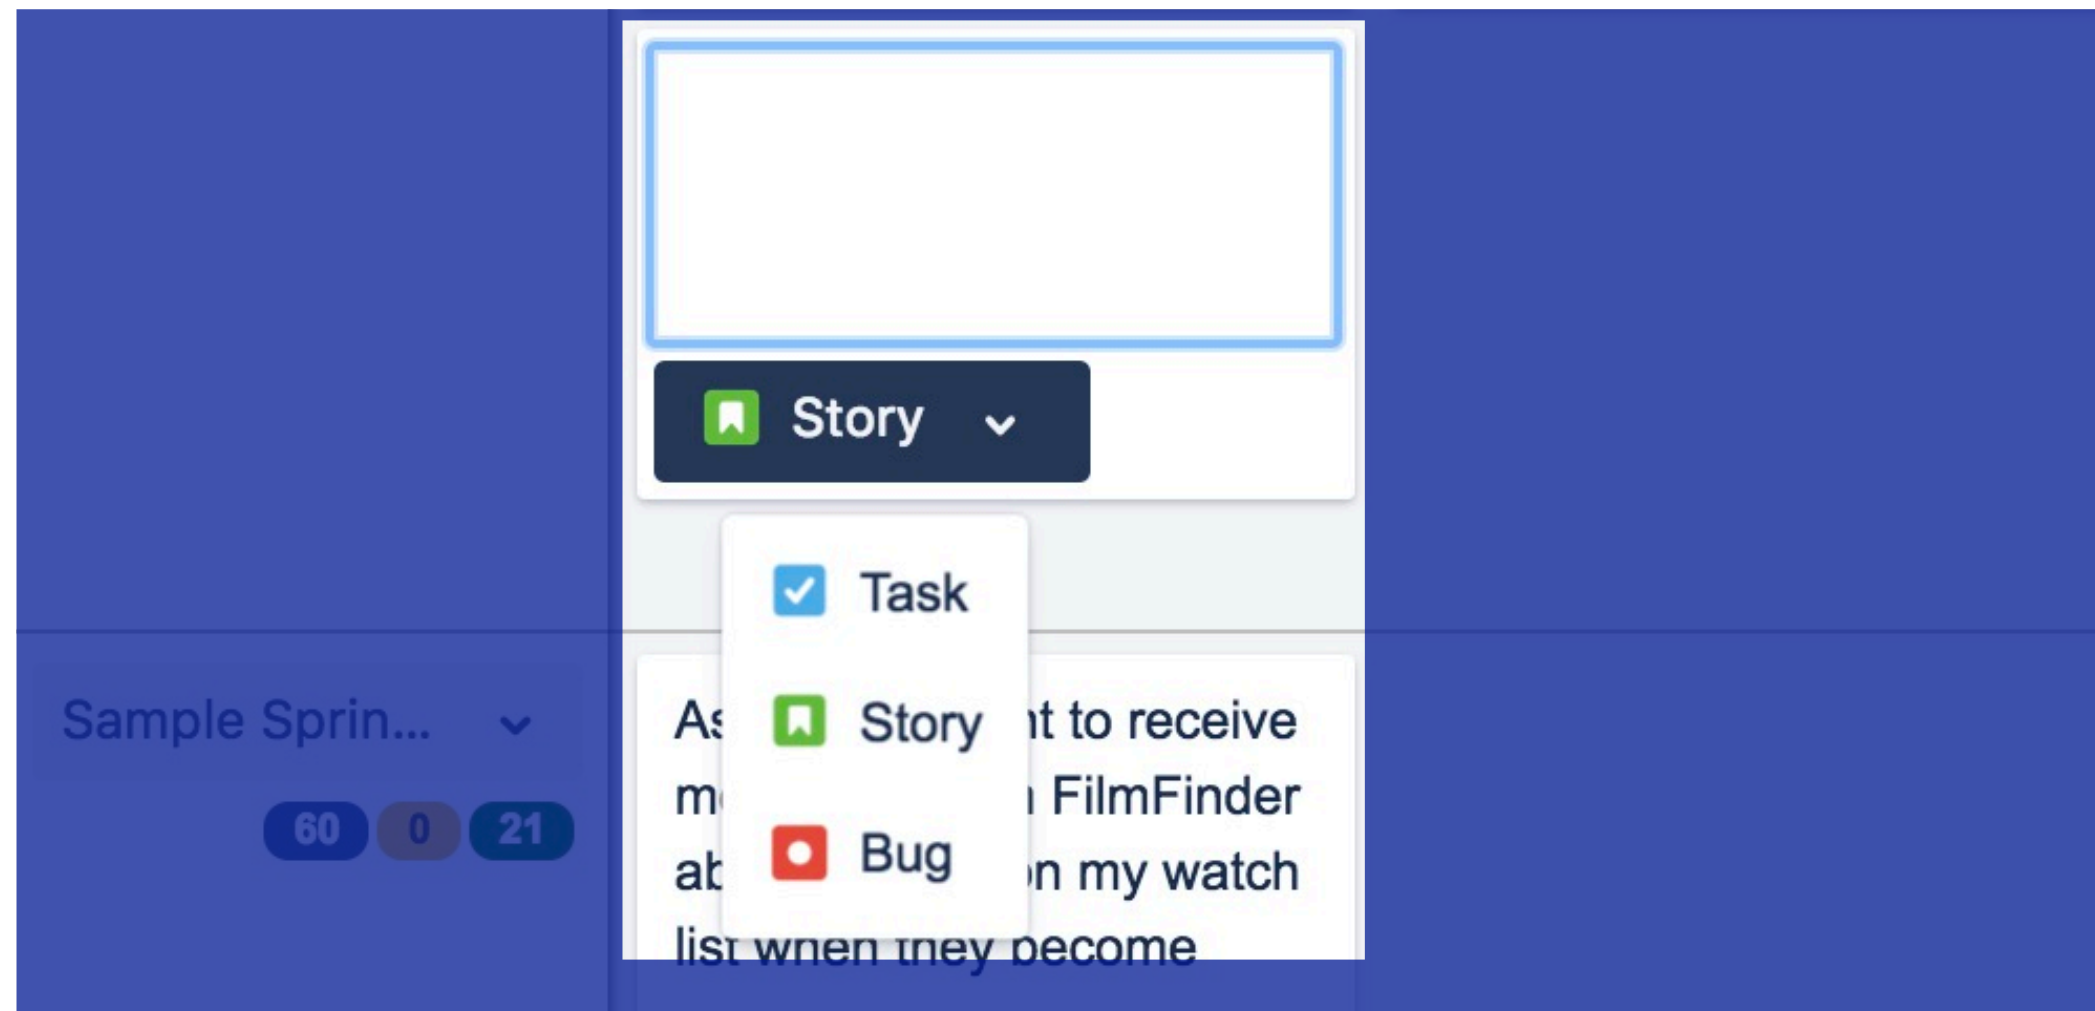 Story
Task
Story
Bug
Sample Sprin...
60 0 21
As nt to receive
m FilmFinder
ab on my watch
list when they become